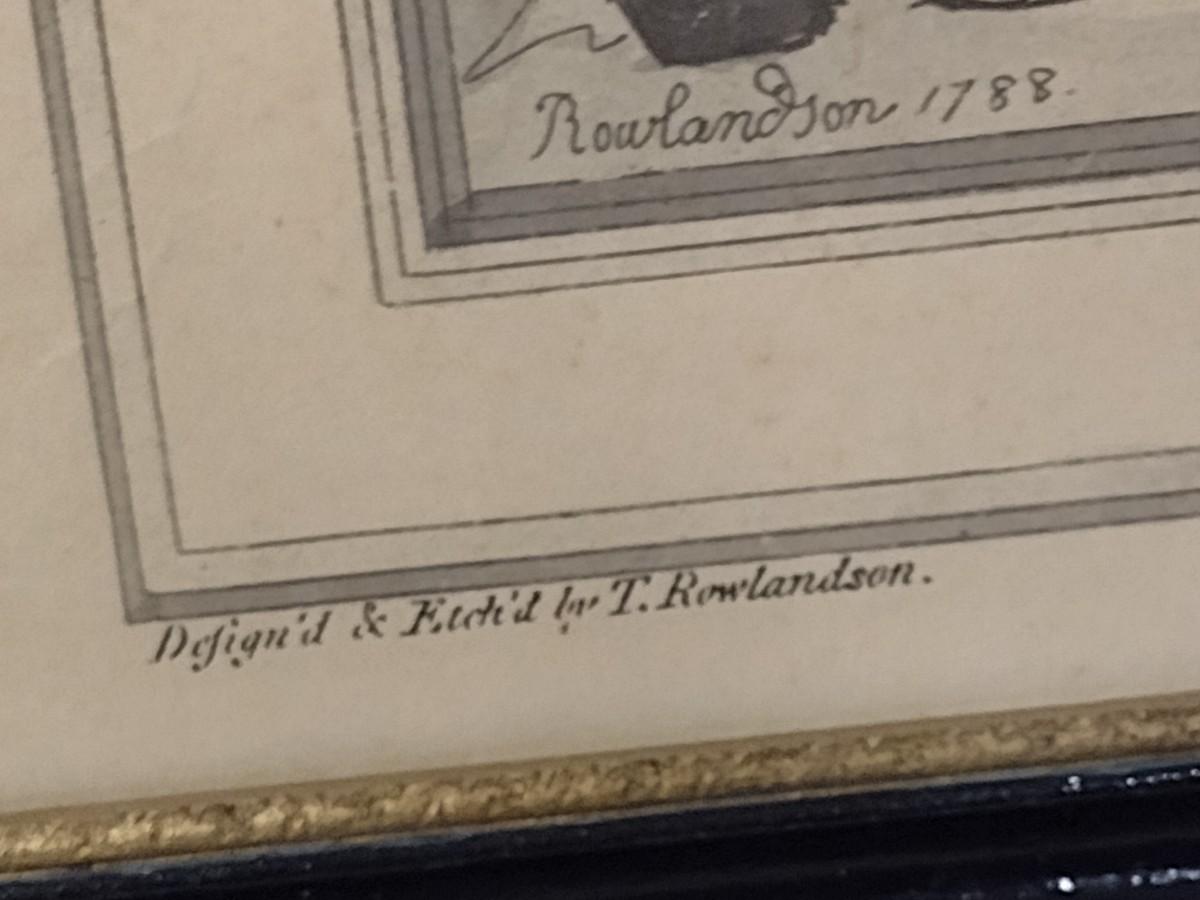 Rowlandson 1788.
Deſign'd & Etch'd by T. Rowlandson.